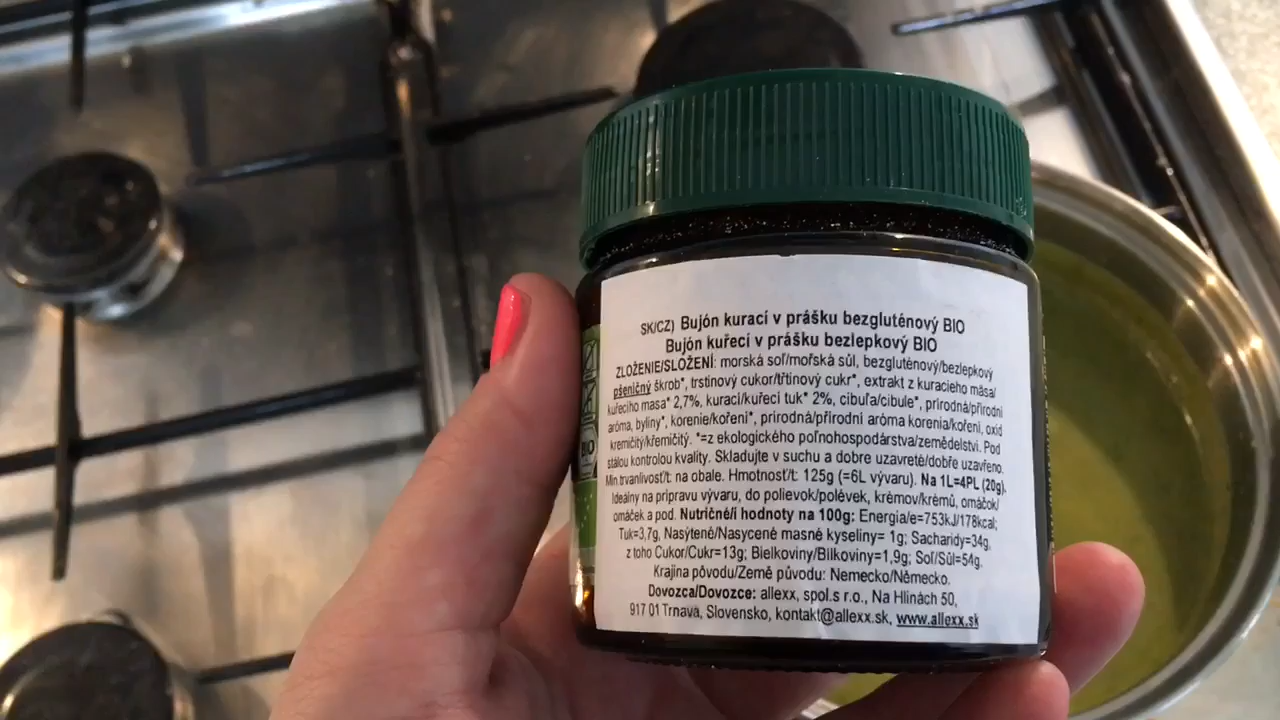 SK/CZ) Bujón kurací v prášku bezgluténový BIO
Bujón kuřecí v prášku bezlepkový BIO
ZLOŽENIE/SLOŽENÍ: morská soľ/mořská sůl, bezgluténový/bezlepkový
pšeničný škrob*, trstinový cukor/třtinový cukr*, extrakt z kuracieho mäsa/
kuřecího masa* 2,7%, kurací/kuřecí tuk* 2%, cibuľa/cibule*, prírodná/přírodní
aróma, byliny*, korenie/koření*, prírodná/přírodní aróma korenia/koření, oxid
kremičitý/křemičitý. *=z ekologického poľnohospodárstva/zemědelství. Pod
stálou kontrolou kvality. Skladujte v suchu a dobre uzavreté/dobře uzavřeno.
Min.trvanlivosť/t: na obale. Hmotnosť/t: 125g (=6L vývaru). Na 1L=4PL (20g).
Ideálny na prípravu vývaru, do polievok/polévek, krémov/krémů, omáčok/
omáček a pod. Nutričné/í hodnoty na 100g: Energia/e=753kJ/178kcal;
Tuk=3,7g, Nasýtené/Nasycené masné kyseliny= 1g; Sacharidy=34g,
z toho Cukor/Cukr=13g; Bielkoviny/Bílkoviny=1,9g; Soľ/Sůl=54g.
Krajina pôvodu/Země původu: Nemecko/Německo.
Dovozca/Dovozce: allexx, spol.s r.o., Na Hlinách 50,
917 01 Trnava, Slovensko, kontakt@allexx.sk, www.allexx.sk
BIO